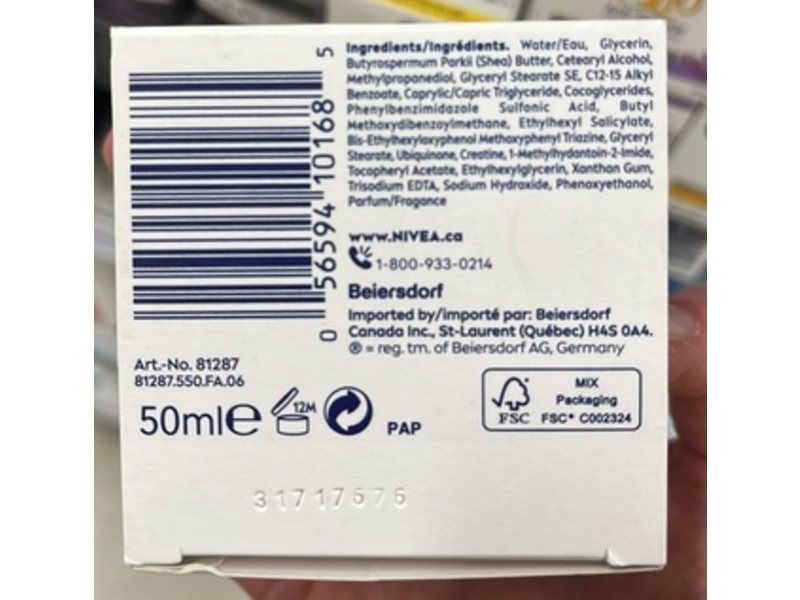 Ingredients/Ingrédients. Water/Eau, Glycerin,
Butyrospermum Parkii (Shea) Butter, Cetearyl Alcohol,
Methylpropanediol, Glyceryl Stearate SE, C12-15 Alkyl
Benzoate, Caprylic/Capric Triglyceride, Cocoglycerides,
Phenylbenzimidazole Sulfonic Acid, Butyl
Methoxydibenzoylmethane, Ethylhexyl Salicylate,
Bis-Ethylhexyloxyphenol Methoxyphenyl Triazine, Glyceryl
Stearate, Ubiquinone, Creatine, 1-Methylhydantoin-2-Imide,
Tocopheryl Acetate, Ethylhexylglycerin, Xanthan Gum,
Trisodium EDTA, Sodium Hydroxide, Phenoxyethanol,
Parfum/Fragance
0 56594 10168 5
www.NIVEA.ca
1-800-933-0214
Beiersdorf
Imported by/importé par: Beiersdorf
Canada Inc., St-Laurent (Québec) H4S 0A4.
® = reg. tm. of Beiersdorf AG, Germany
Art.-No. 81287
81287.550.FA.06
50ml℮
12M
PAP
MIX
Packaging
FSC
FSC® C002324
31717676